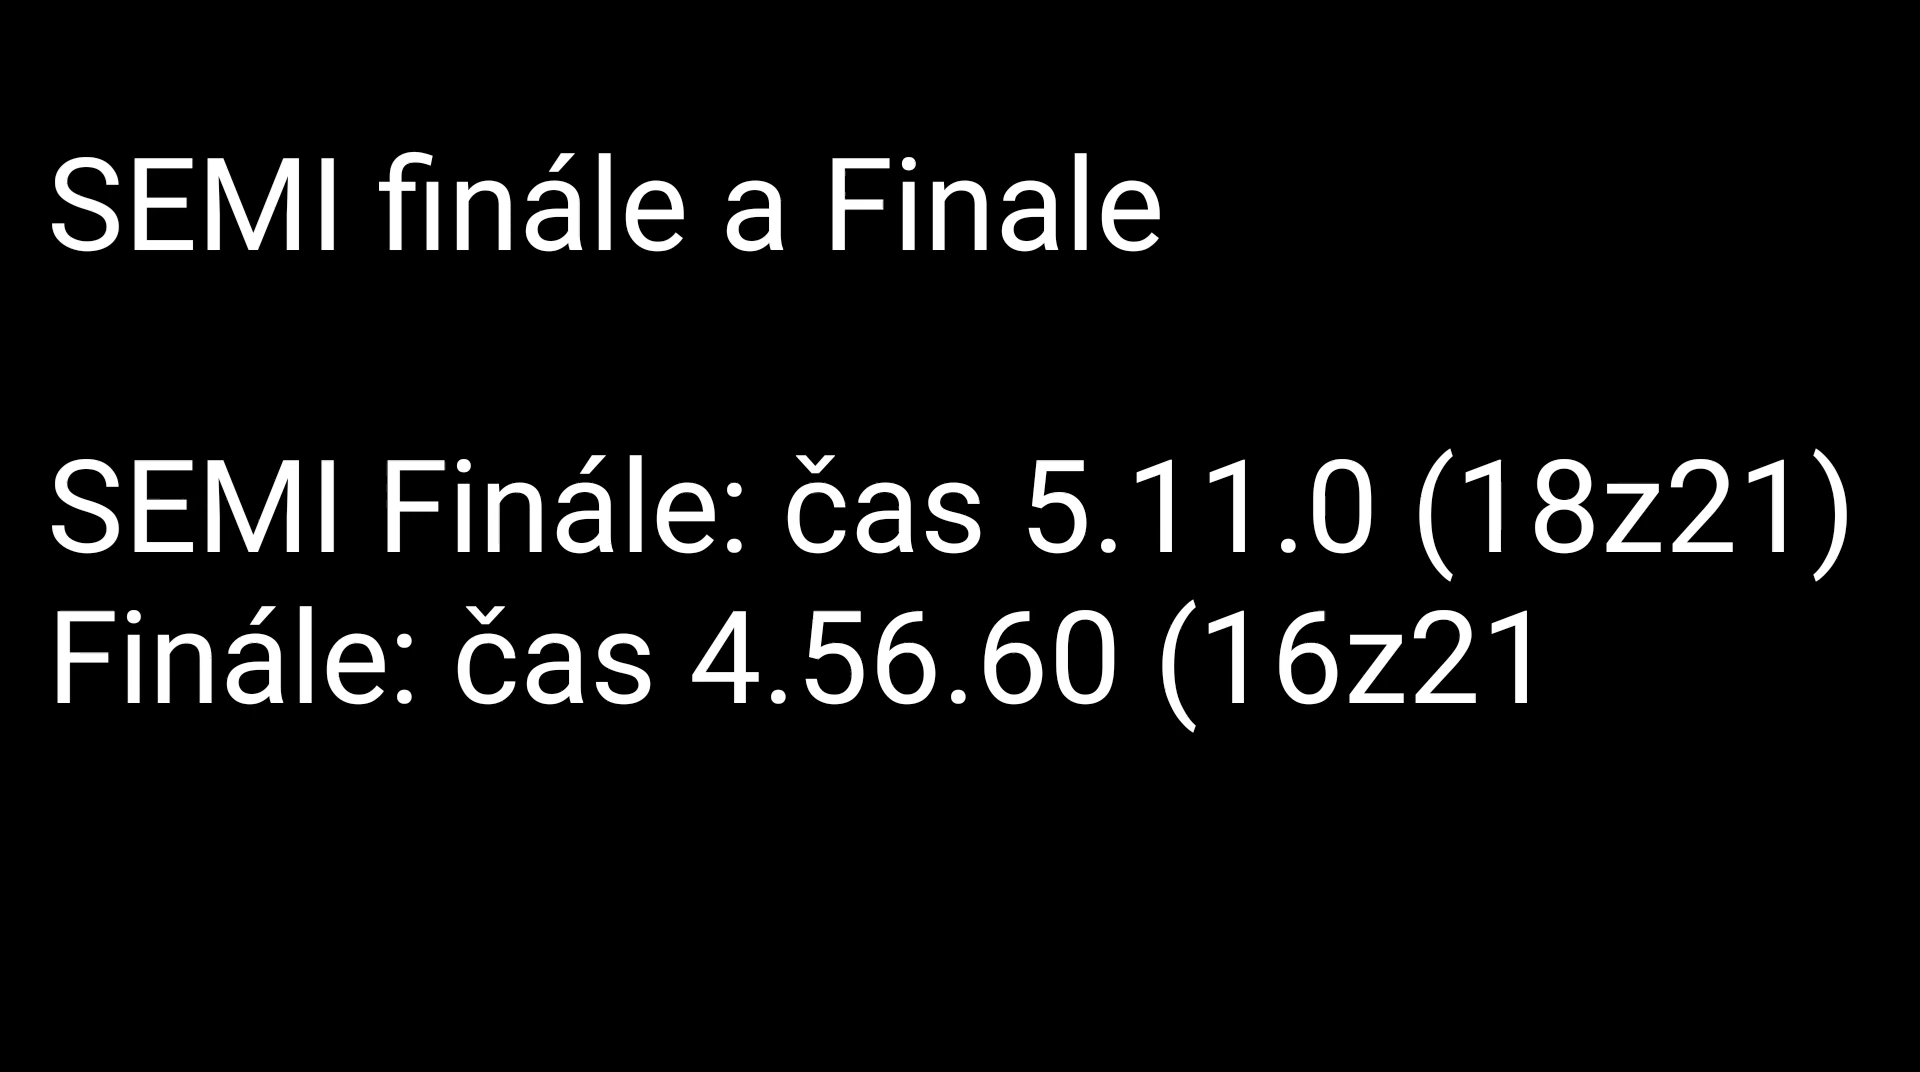 SEMI finále a Finale
SEMI Finále: čas 5.11.0 (18z21)
Finále: čas 4.56.60 (16z21